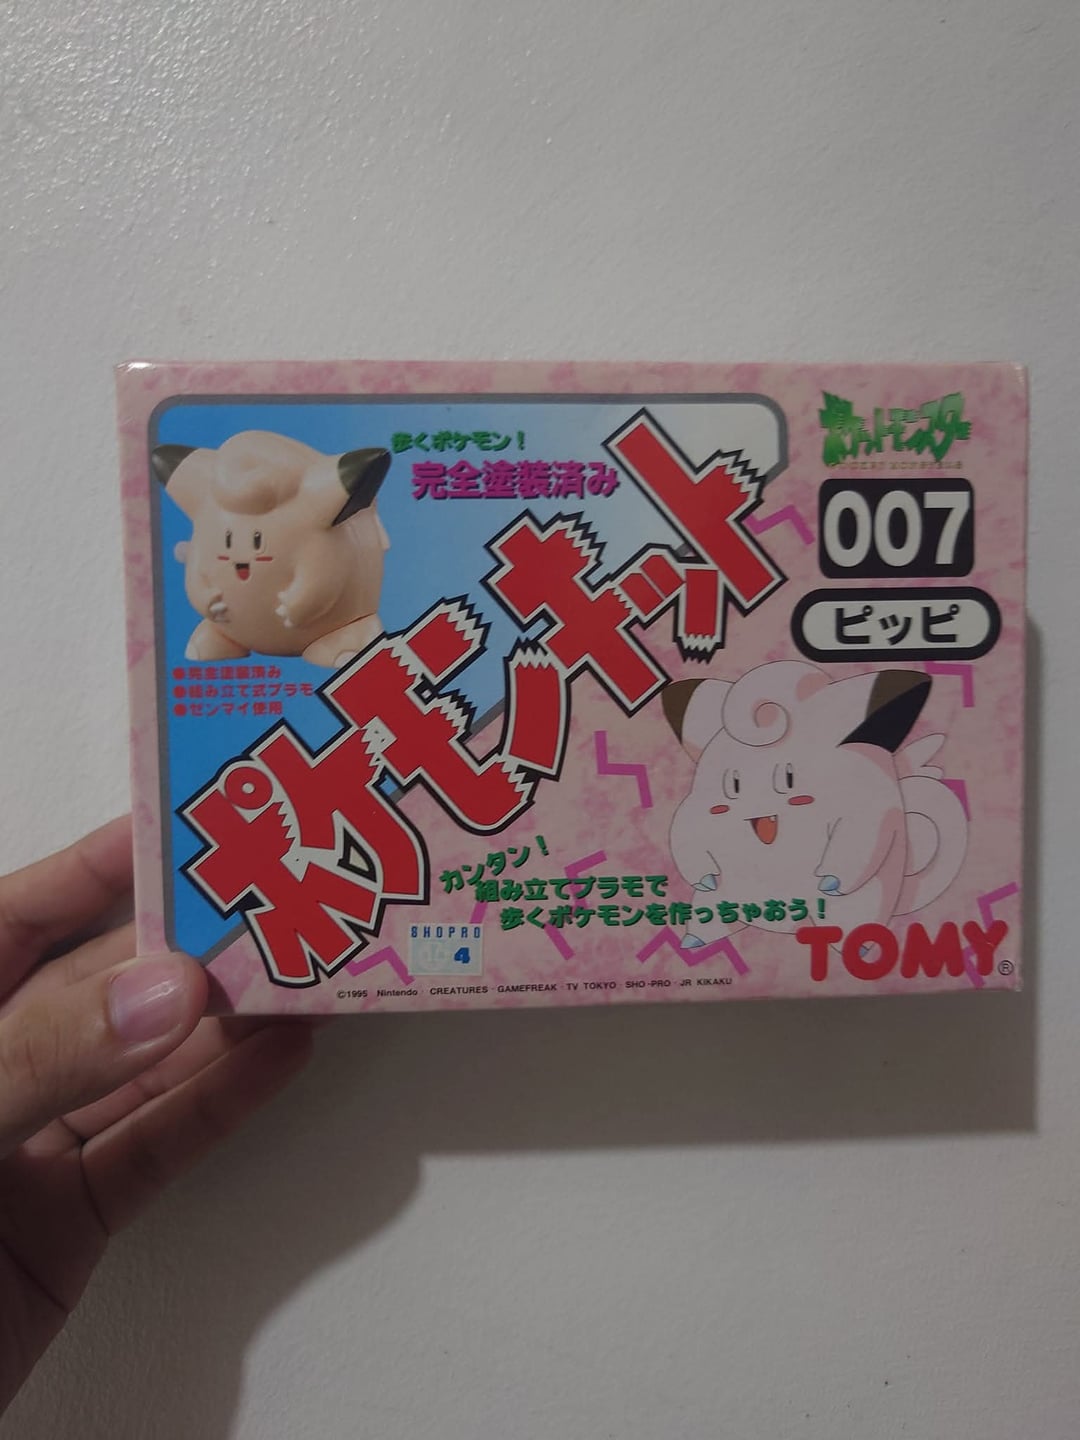 歩くポケモン!
完全塗装済み
ポケットモンスター
POCKET MONSTERS
007
ピッピ
●完全塗装済み
●組み立て式プラモ
●ゼンマイ使用
ポケモンキット
カンタン!
組み立てプラモで
歩くポケモンを作っちゃおう!
SHOPRO
4
TOMY®
©1995 Nintendo · CREATURES · GAMEFREAK · TV TOKYO · SHO-PRO · JR KIKAKU